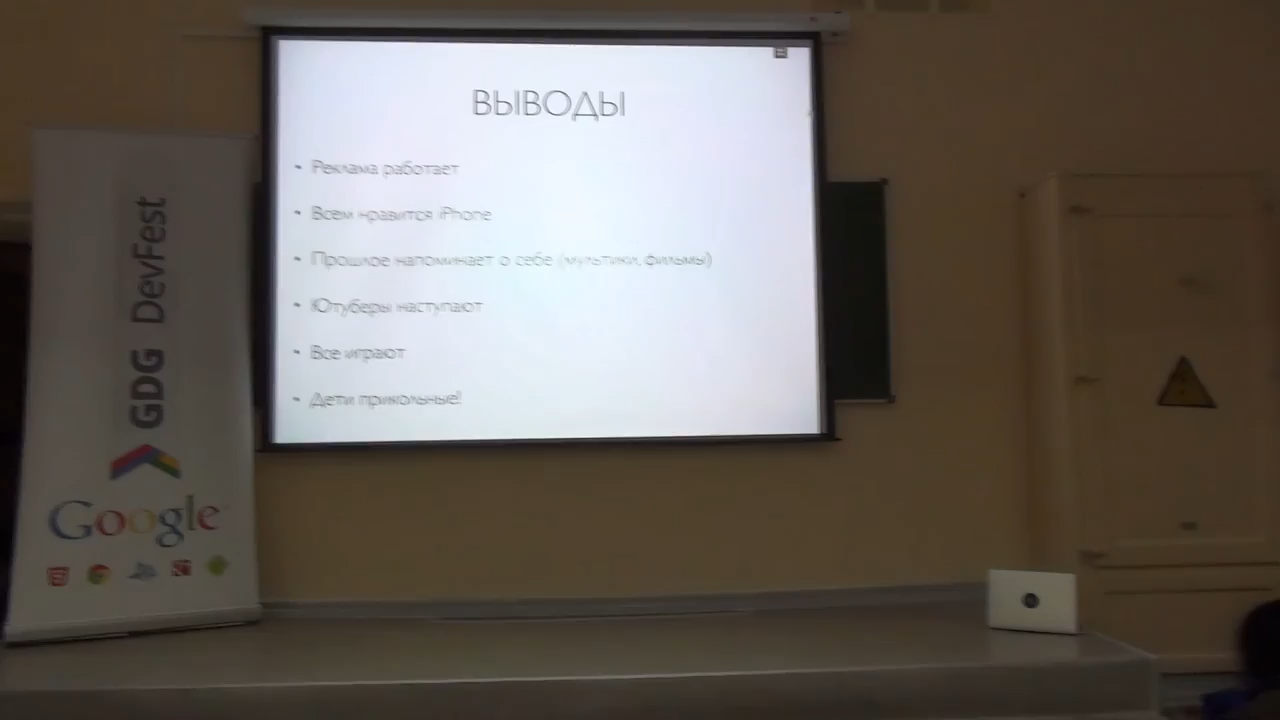 ВЫВОДЫ
• Реклама работает
• Всем нравится iPhone
• Прошлое напоминает о себе (мультики, фильмы)
• Ютуберы наступают
• Все играют
• Дети прикольные!
GDG DevFest
Google